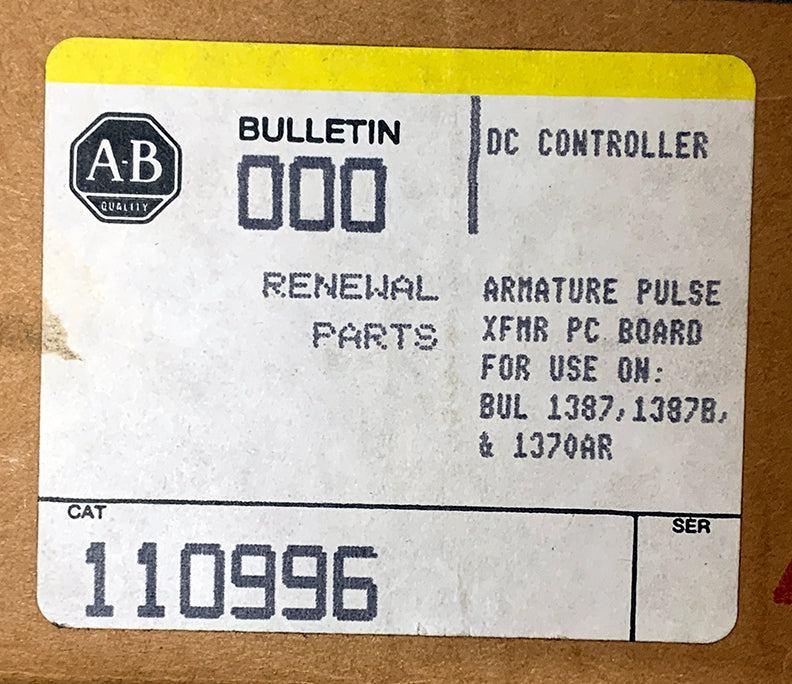 A-B
QUALITY
BULLETIN
000
DC CONTROLLER
RENEWAL
PARTS
ARMATURE PULSE
XFMR PC BOARD
FOR USE ON:
BUL 1387,1387B,
& 1370AR
CAT
110996
SER